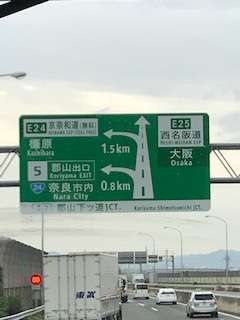 E24 京奈和道(無料)
KEINAWA EXP (TOLL FREE)
橿原
Kashihara
1.5km
E25
西名阪道
NISHI-MEIHAN EXP
大阪
Osaka
5 郡山出口
Koriyama EXIT
24 奈良市内
Nara City
0.8km
郡山下ツ道JCT.
Koriyama Shimotsumichi JCT.
東武